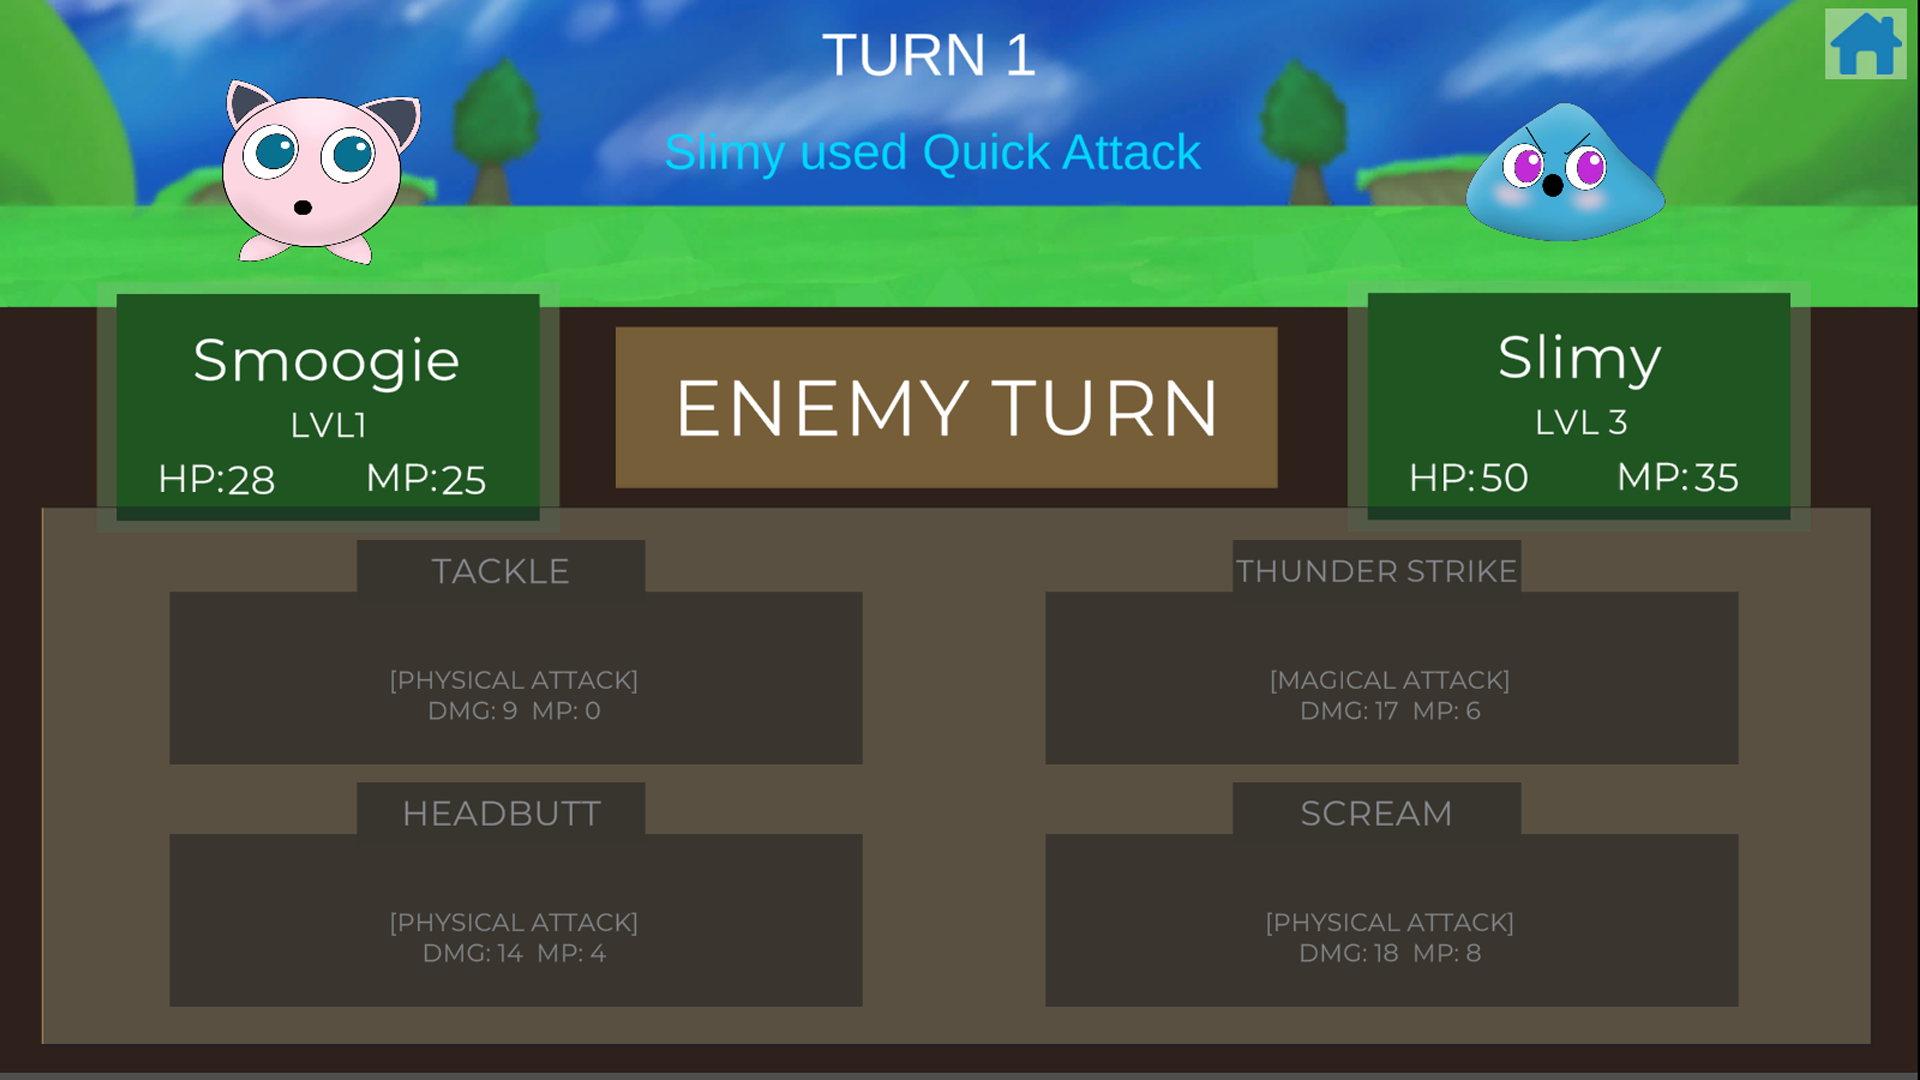 TURN 1
Slimy used Quick Attack
Smoogie
LVL1
HP:28 MP:25
ENEMY TURN
Slimy
LVL 3
HP:50 MP:35
TACKLE
[PHYSICAL ATTACK]
DMG: 9 MP: 0
THUNDER STRIKE
[MAGICAL ATTACK]
DMG: 17 MP: 6
HEADBUTT
[PHYSICAL ATTACK]
DMG: 14 MP: 4
SCREAM
[PHYSICAL ATTACK]
DMG: 18 MP: 8